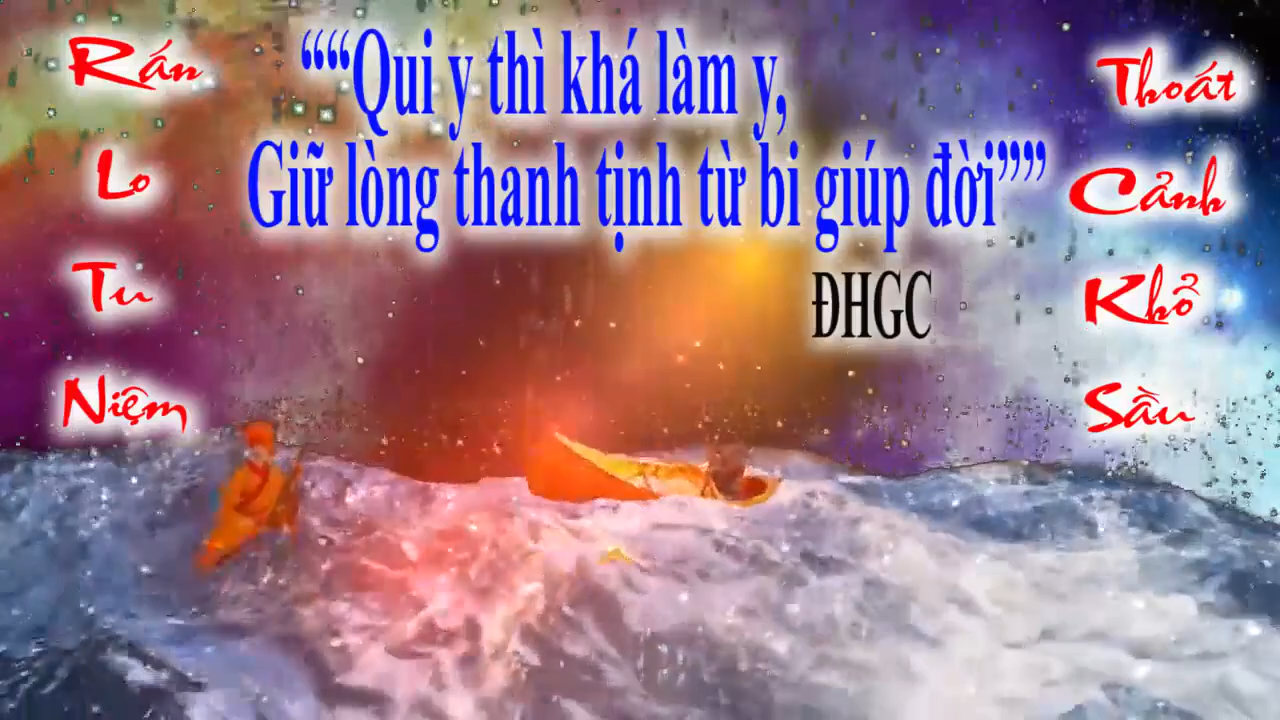 Rấn
Lo
Tu
Niệm
““Qui y thì khá làm y,
Giữ lòng thanh tịnh từ bi giúp đời””
ĐHGC
Thoát
Cảnh
Khổ
Sầu